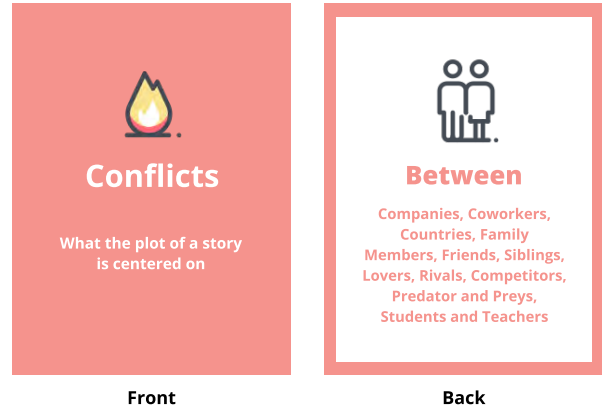 Conflicts
What the plot of a story
is centered on
Front
Between
Companies, Coworkers,
Countries, Family
Members, Friends, Siblings,
Lovers, Rivals, Competitors,
Predator and Preys,
Students and Teachers
Back